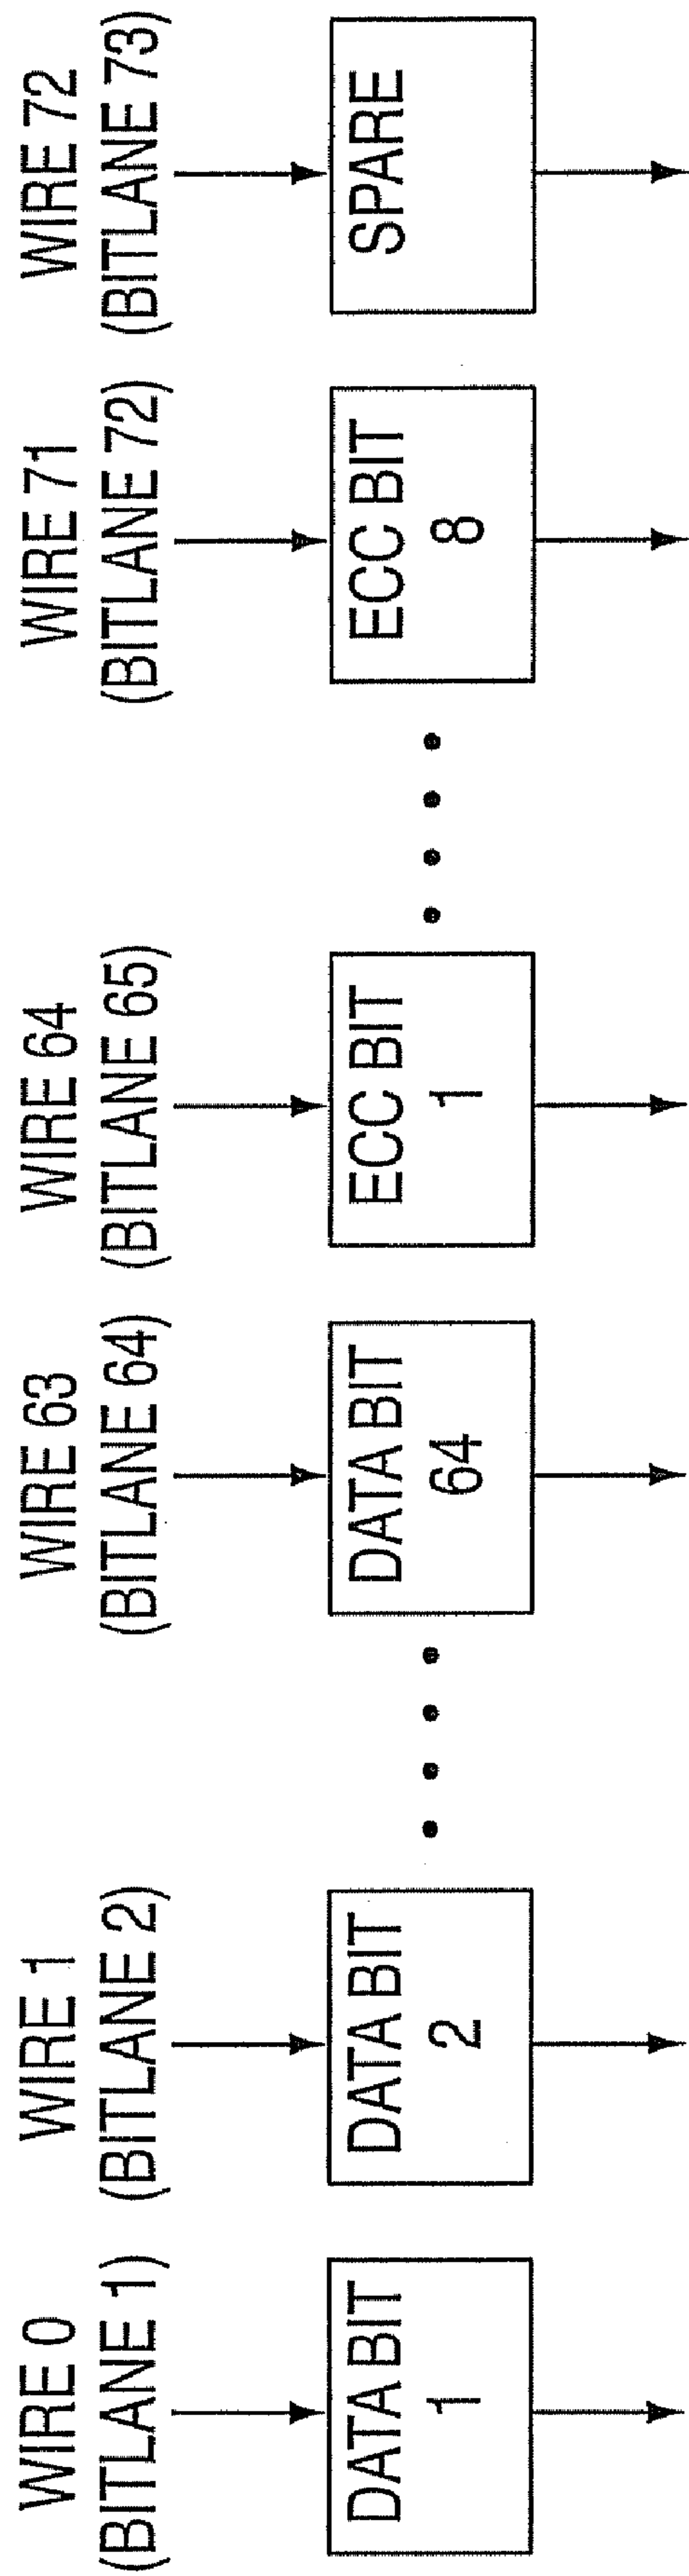 WIRE 0
(BITLANE 1)
DATA BIT
1
WIRE 1
(BITLANE 2)
DATA BIT
2
WIRE 63
(BITLANE 64)
DATA BIT
64
WIRE 64
(BITLANE 65)
ECC BIT
1
WIRE 71
(BITLANE 72)
ECC BIT
8
WIRE 72
(BITLANE 73)
SPARE